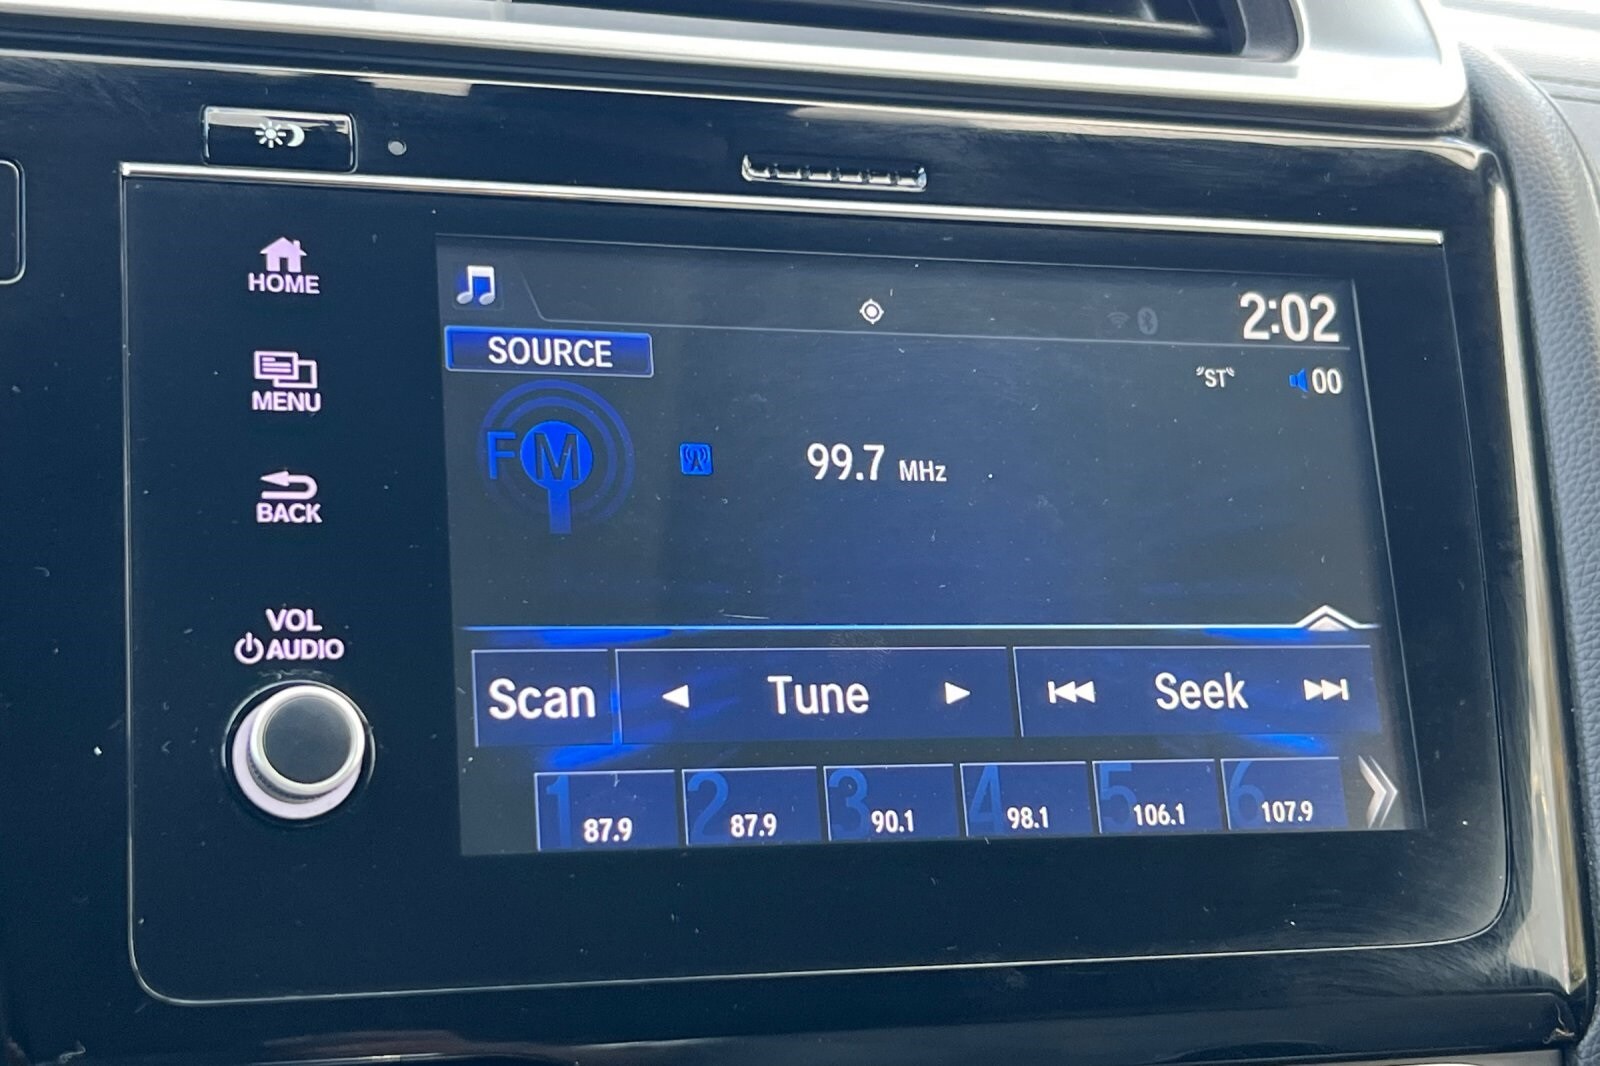 HOME
MENU
BACK
VOL
AUDIO
2:02
SOURCE
"ST"
00
FM
99.7 MHz
Scan
Tune
Seek
1 87.9
2 87.9
3 90.1
4 98.1
5 106.1
6 107.9